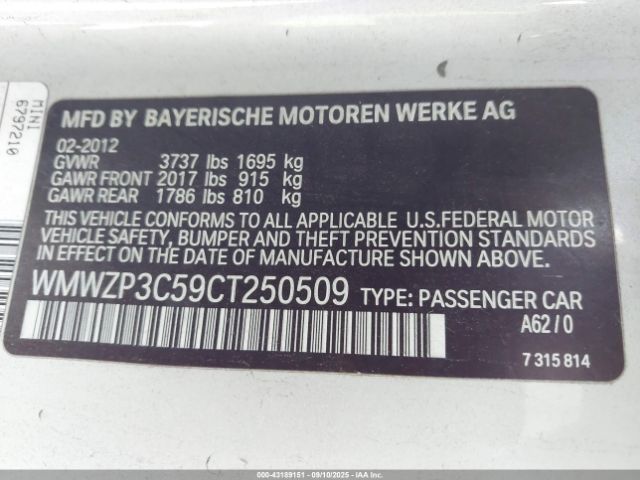 MINI
6797210
MFD BY BAYERISCHE MOTOREN WERKE AG
02-2012
GVWR 3737 lbs 1695 kg
GAWR FRONT 2017 lbs 915 kg
GAWR REAR 1786 lbs 810 kg
THIS VEHICLE CONFORMS TO ALL APPLICABLE U.S.FEDERAL MOTOR
VEHICLE SAFETY, BUMPER AND THEFT PREVENTION STANDARDS
IN EFFECT ON THE DATE OF MANUFACTURE SHOWN ABOVE.
WMWZP3C59CT250509 TYPE: PASSENGER CAR
A62/0
7 315 814
000-43189151 - 09/10/2025 - COPYRIGHT © IAA, LLC.